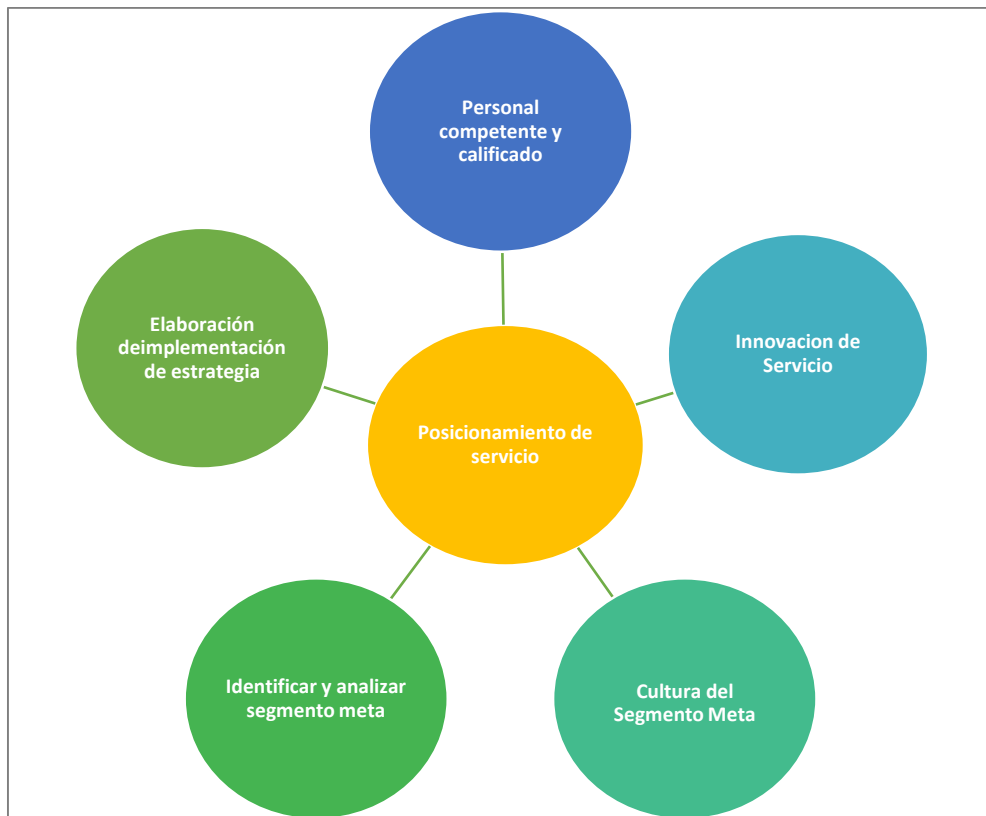 Personal
competente y
calificado
Innovacion de
Servicio
Cultura del
Segmento Meta
Identificar y analizar
segmento meta
Elaboración
deimplementación
de estrategia
Posicionamiento de
servicio